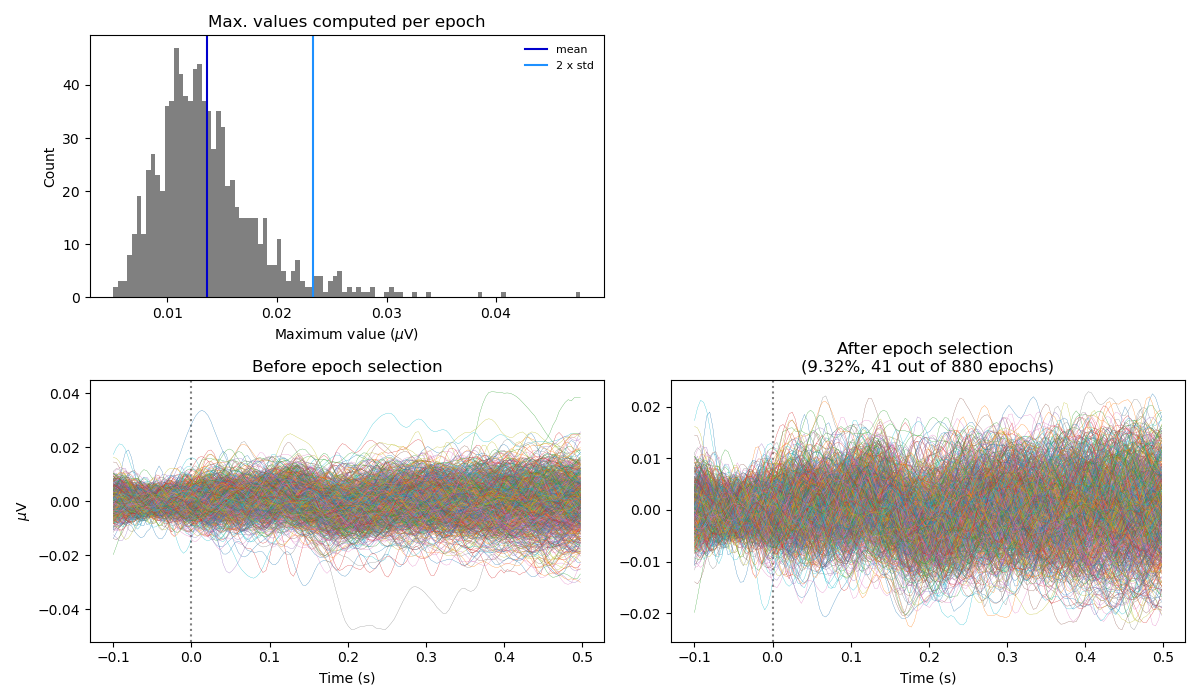 Max. values computed per epoch
mean
2 x std
Count
40
30
20
10
0
0.01 0.02 0.03 0.04
Maximum value (μV)
Before epoch selection
μV
0.04
0.02
0.00
−0.02
−0.04
−0.1 0.0 0.1 0.2 0.3 0.4 0.5
Time (s)
After epoch selection
(9.32%, 41 out of 880 epochs)
0.02
0.01
0.00
−0.01
−0.02
−0.1 0.0 0.1 0.2 0.3 0.4 0.5
Time (s)